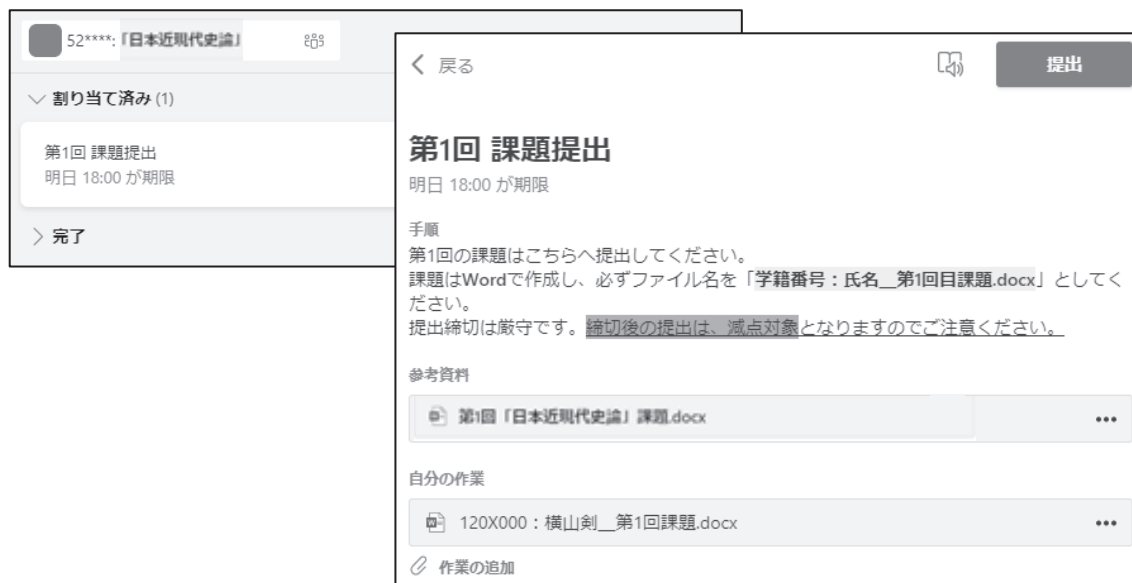 52****:「日本近現代史論」
割り当て済み (1)
第1回 課題提出
明日 18:00 が期限
完了
戻る
提出
第1回 課題提出
明日 18:00 が期限
手順
第1回の課題はこちらへ提出してください。
課題はWordで作成し、必ずファイル名を「学籍番号：氏名__第1回目課題.docx」としてく
ださい。
提出締切は厳守です。締切後の提出は、減点対象となりますのでご注意ください。
参考資料
第1回「日本近現代史論」課題.docx
自分の作業
120X000：横山剣__第1回課題.docx
作業の追加